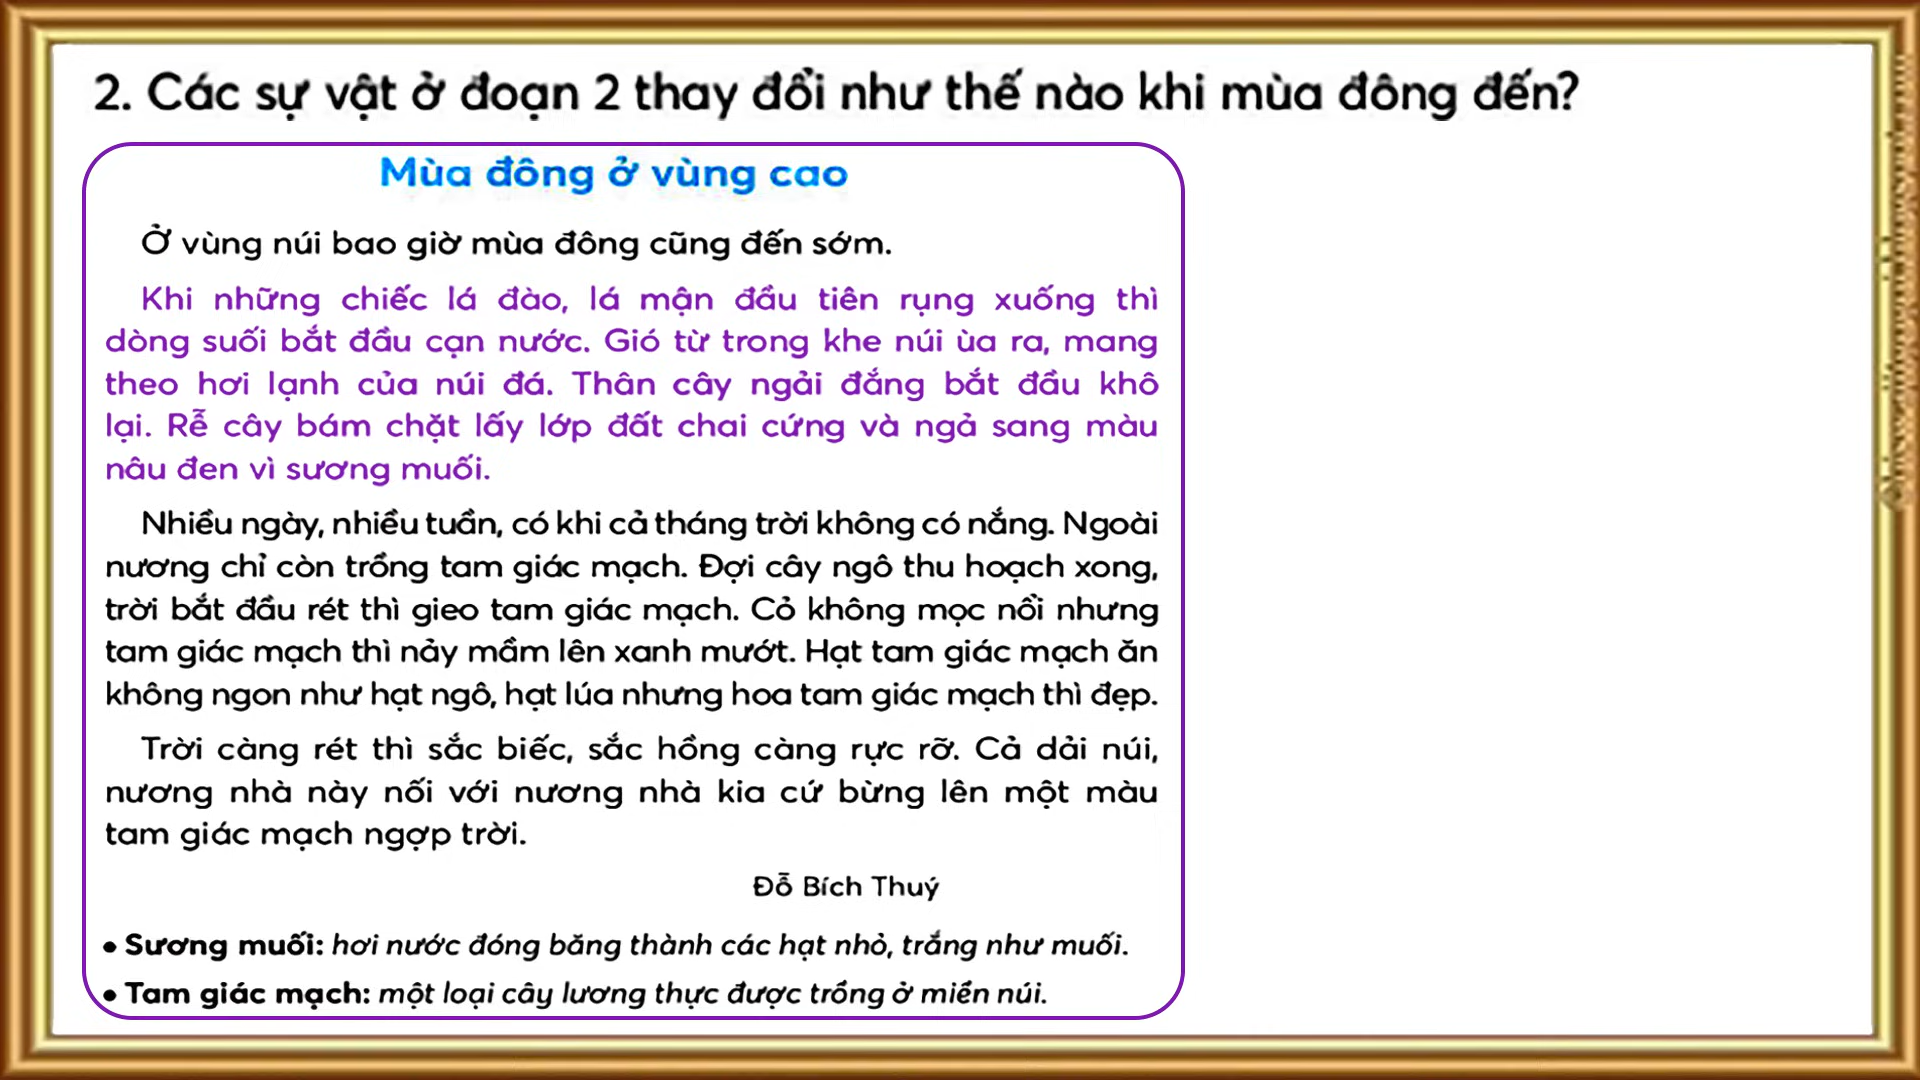 2. Các sự vật ở đoạn 2 thay đổi như thế nào khi mùa đông đến?
Mùa đông ở vùng cao
Ở vùng núi bao giờ mùa đông cũng đến sớm.
Khi những chiếc lá đào, lá mận đầu tiên rụng xuống thì
dòng suối bắt đầu cạn nước. Gió từ trong khe núi ùa ra, mang
theo hơi lạnh của núi đá. Thân cây ngải đắng bắt đầu khô
lại. Rễ cây bám chặt lấy lớp đất chai cứng và ngả sang màu
nâu đen vì sương muối.
Nhiều ngày, nhiều tuần, có khi cả tháng trời không có nắng. Ngoài
nương chỉ còn trồng tam giác mạch. Đợi cây ngô thu hoạch xong,
trời bắt đầu rét thì gieo tam giác mạch. Cỏ không mọc nổi nhưng
tam giác mạch thì nảy mầm lên xanh mướt. Hạt tam giác mạch ăn
không ngon như hạt ngô, hạt lúa nhưng hoa tam giác mạch thì đẹp.
Trời càng rét thì sắc biếc, sắc hồng càng rực rỡ. Cả dải núi,
nương nhà này nối với nương nhà kia cứ bừng lên một màu
tam giác mạch ngợp trời.
Đỗ Bích Thuý
• Sương muối: hơi nước đóng băng thành các hạt nhỏ, trắng như muối.
• Tam giác mạch: một loại cây lương thực được trồng ở miền núi.